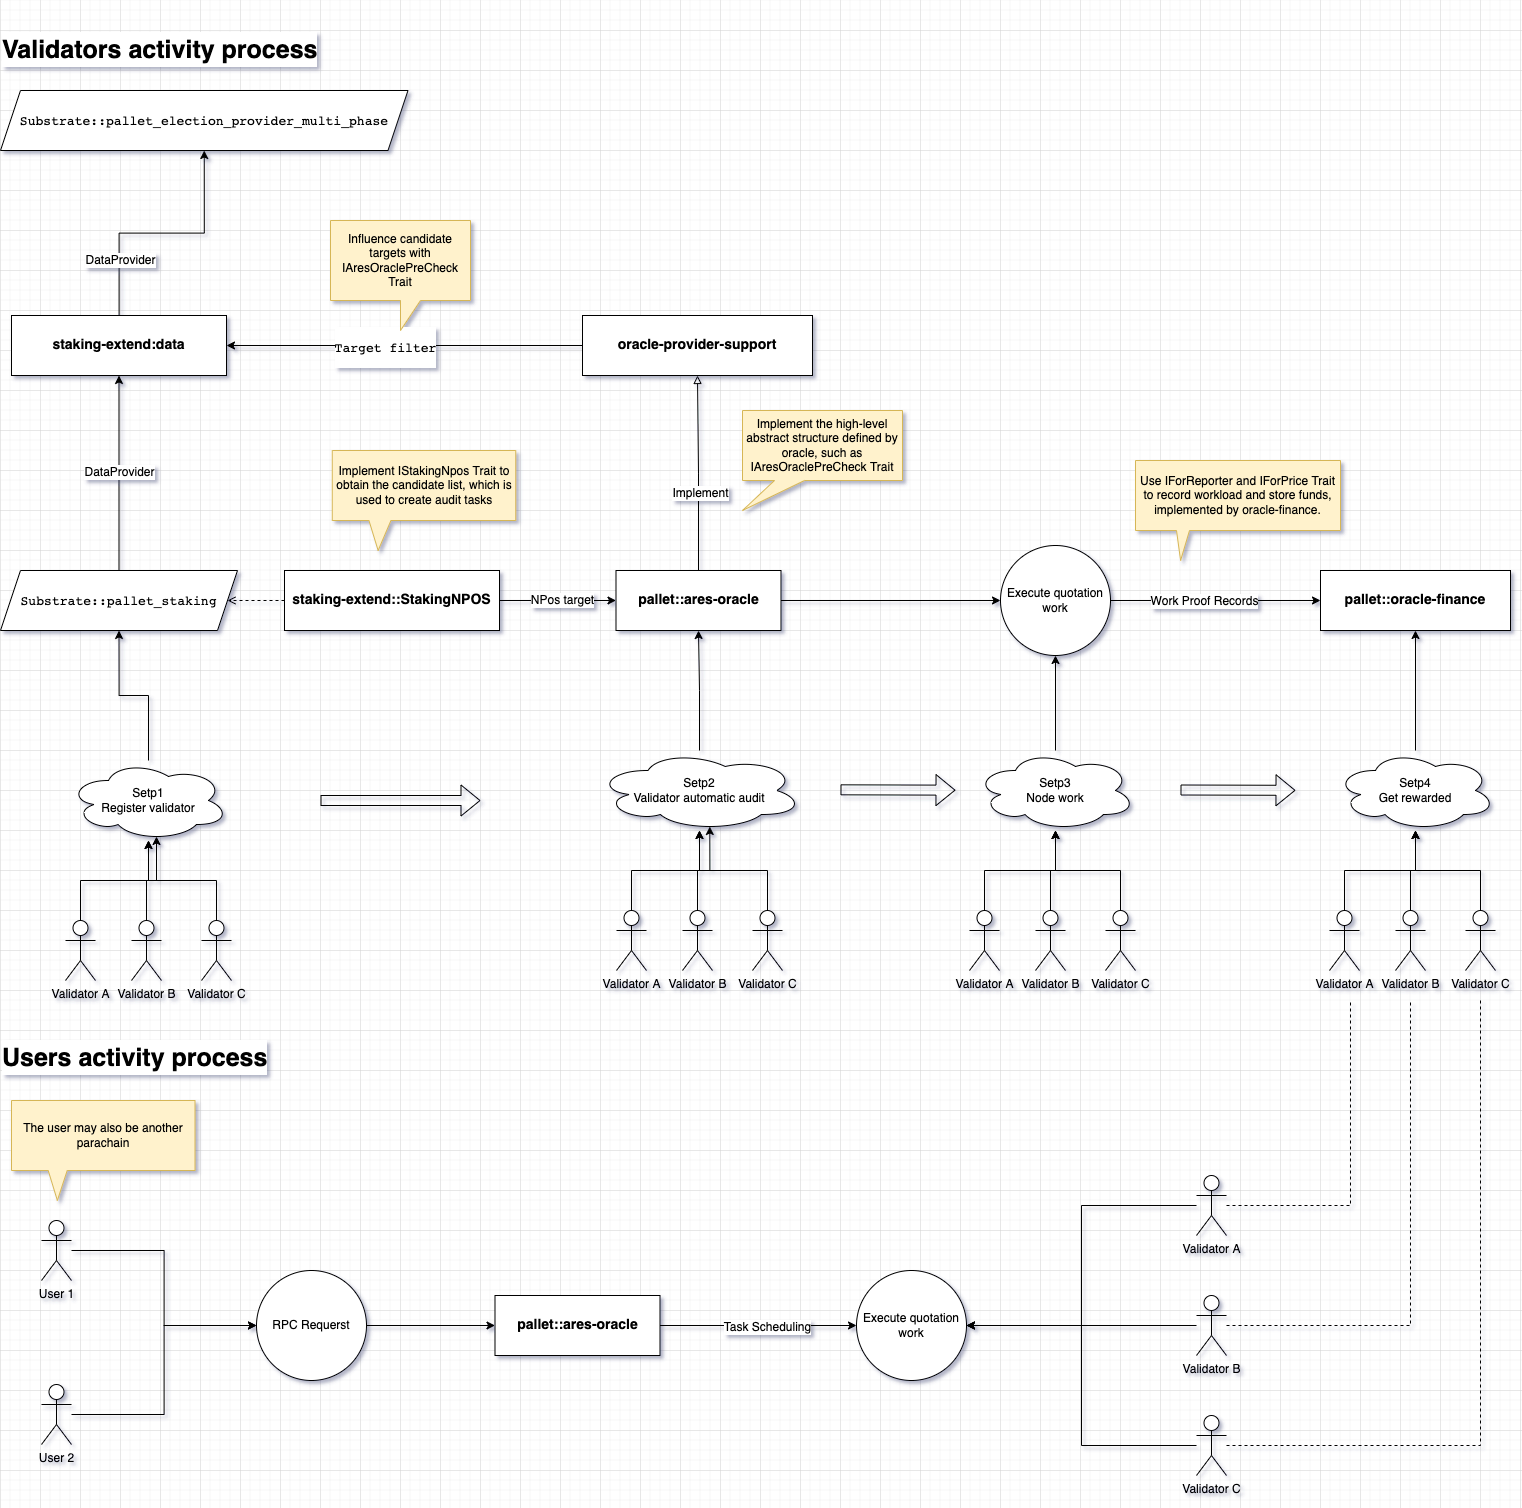 Validators activity process
Substrate::pallet_election_provider_multi_phase
Influence candidate
targets with
IAresOraclePreCheck
Trait
DataProvider
staking-extend:data
Target filter
oracle-provider-support
Implement the high-level
abstract structure defined by
oracle, such as
IAresOraclePreCheck Trait
DataProvider
Implement IStakingNpos Trait to
obtain the candidate list, which is
used to create audit tasks
Implement
Use IForReporter and IForPrice Trait
to record workload and store funds,
implemented by oracle-finance.
Substrate::pallet_staking
staking-extend::StakingNPOS
NPos target
pallet::ares-oracle
Execute quotation
work
Work Proof Records
pallet::oracle-finance
Setp1
Register validator
Setp2
Validator automatic audit
Setp3
Node work
Setp4
Get rewarded
Validator A
Validator B
Validator C
Validator A
Validator B
Validator C
Validator A
Validator B
Validator C
Validator A
Validator B
Validator C
Users activity process
The user may also be another
parachain
User 1
RPC Requerst
pallet::ares-oracle
Task Scheduling
Execute quotation
work
User 2
Validator A
Validator B
Validator C